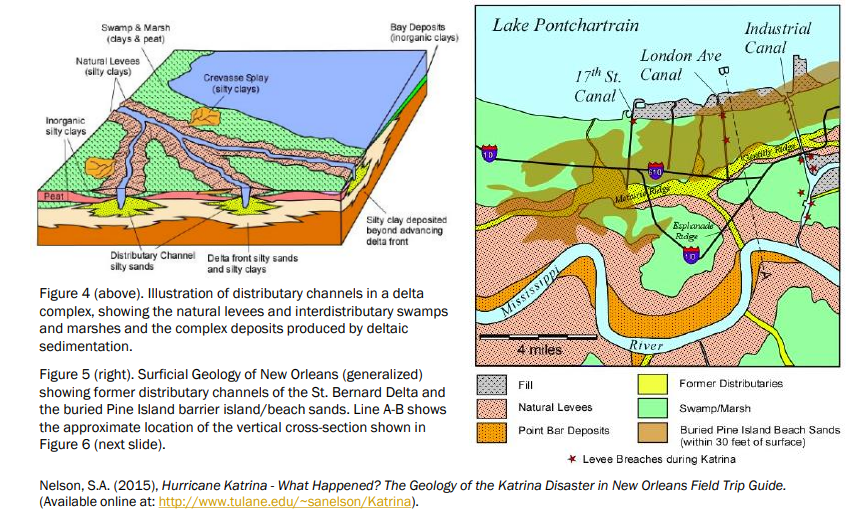 Swamp & Marsh
(clays & peat)
Natural Levees
(silty clays)
Crevasse Splay
(silty clays)
Bay Deposits
(inorganic clays)
Inorganic
silty clays
Peat
Distributary Channel
silty sands
Delta front silty sands
and silty clays
Silty clay deposited
beyond advancing
delta front
Figure 4 (above). Illustration of distributary channels in a delta
complex, showing the natural levees and interdistributary swamps
and marshes and the complex deposits produced by deltaic
sedimentation.
Figure 5 (right). Surficial Geology of New Orleans (generalized)
showing former distributary channels of the St. Bernard Delta and
the buried Pine Island barrier island/beach sands. Line A-B shows
the approximate location of the vertical cross-section shown in
Figure 6 (next slide).
Lake Pontchartrain
Industrial
Canal
London Ave
Canal
17th St.
Canal
B
10
610
Gentilly Ridge
Metairie Ridge
Esplanade
Ridge
10
A
Mississippi
River
4 miles
Fill
Natural Levees
Point Bar Deposits
Former Distributaries
Swamp/Marsh
Buried Pine Island Beach Sands
(within 30 feet of surface)
Levee Breaches during Katrina
Nelson, S.A. (2015), Hurricane Katrina - What Happened? The Geology of the Katrina Disaster in New Orleans Field Trip Guide.
(Available online at: http://www.tulane.edu/~sanelson/Katrina).